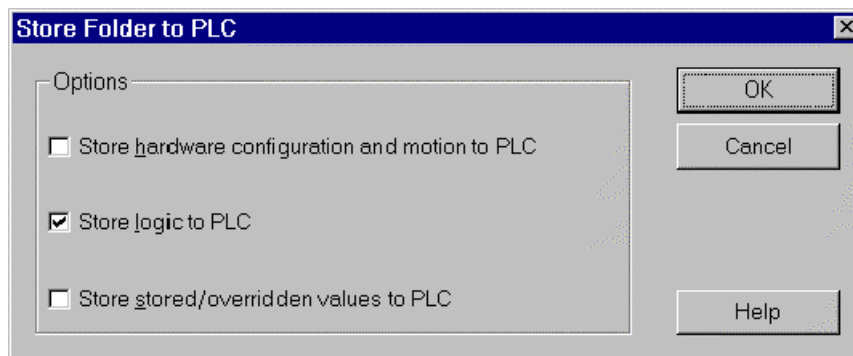 Store Folder to PLC
Options
Store hardware configuration and motion to PLC
Store logic to PLC
Store stored/overridden values to PLC
OK
Cancel
Help